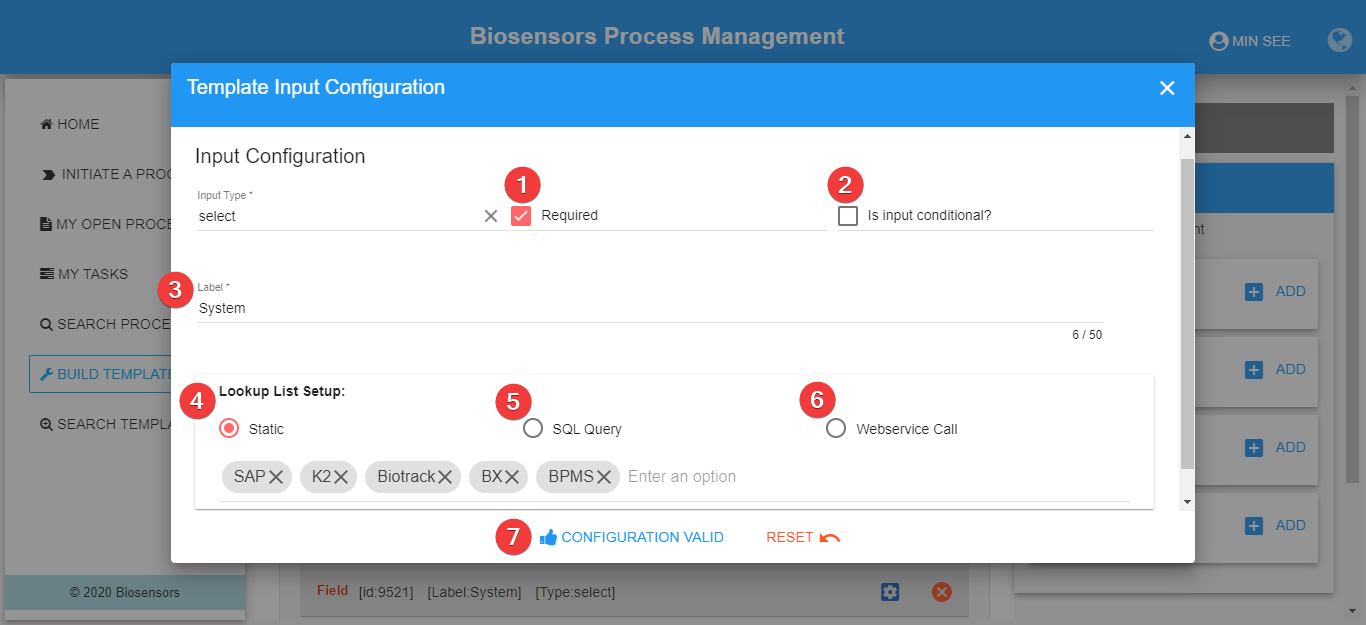 Biosensors Process Management
MIN SEE
Template Input Configuration
HOME
INITIATE A PROC
MY OPEN PROCE
MY TASKS
SEARCH PROCE
BUILD TEMPLATE
SEARCH TEMPLA
© 2020 Biosensors
Input Configuration
Input Type *
select
1
Required
2
Is input conditional?
3
Label *
System
6 / 50
Lookup List Setup:
4
Static
5
SQL Query
6
Webservice Call
SAP K2 Biotrack BX BPMS Enter an option
7
CONFIGURATION VALID RESET
nt
ADD
ADD
ADD
ADD
Field [id:9521] [Label:System] [Type:select]